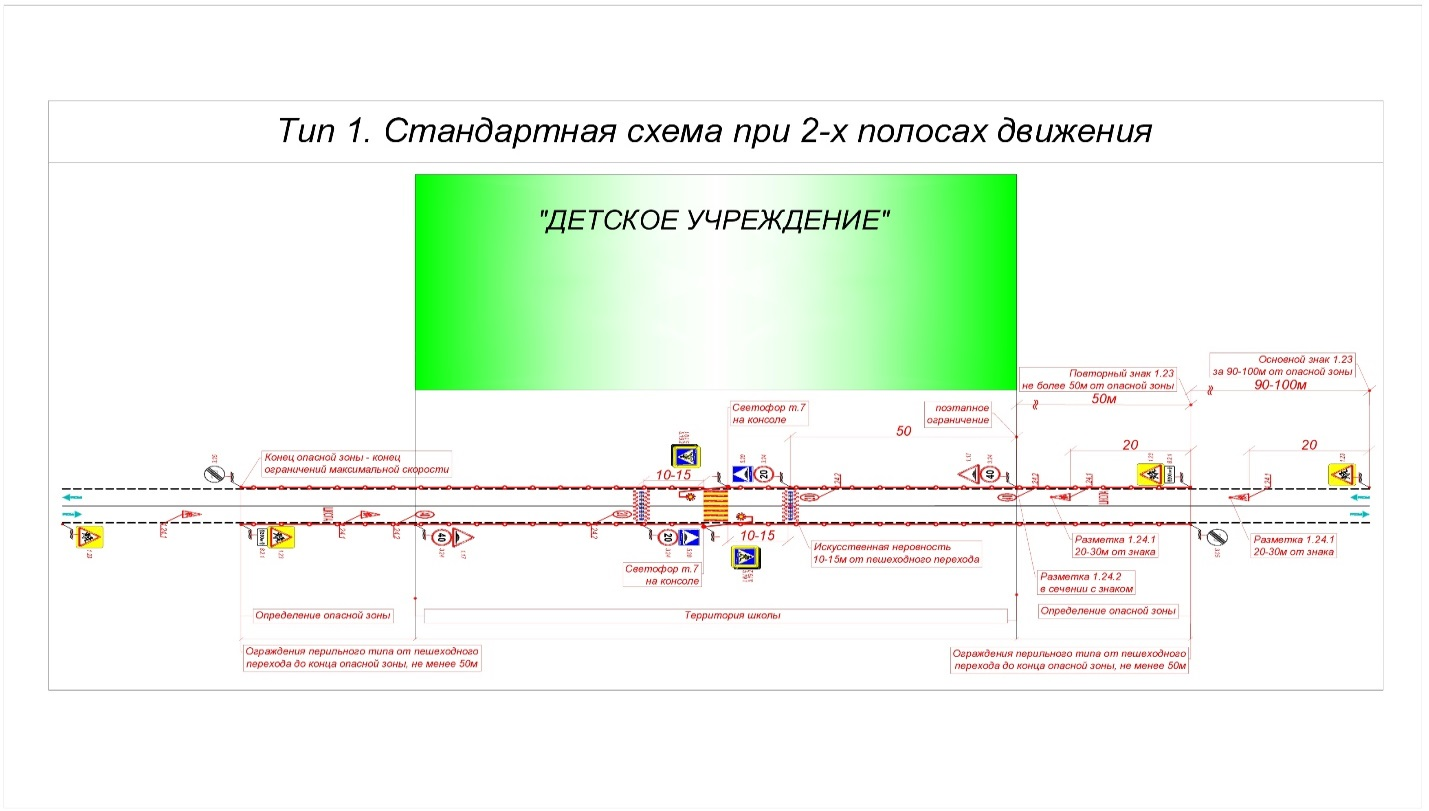 Тип 1. Стандартная схема при 2-х полосах движения
"ДЕТСКОЕ УЧРЕЖДЕНИЕ"
Основной знак 1.23
за 90-100м от опасной зоны
90-100м
Повторный знак 1.23
не более 50м от опасной зоны
50м
Светофор т.7
на консоле
поэтапное
ограничение
50
20
20
Конец опасной зоны - конец
ограничений максимальной скорости
10-15
20
40
40
20
10-15
Искусственная неровность
10-15м от пешеходного перехода
Разметка 1.24.1
20-30м от знака
Разметка 1.24.1
20-30м от знака
Светофор т.7
на консоле
Разметка 1.24.2
в сечении с знаком
Определение опасной зоны
Территория школы
Определение опасной зоны
Ограждения перильного типа от пешеходного
перехода до конца опасной зоны, не менее 50м
Ограждения перильного типа от пешеходного
перехода до конца опасной зоны, не менее 50м